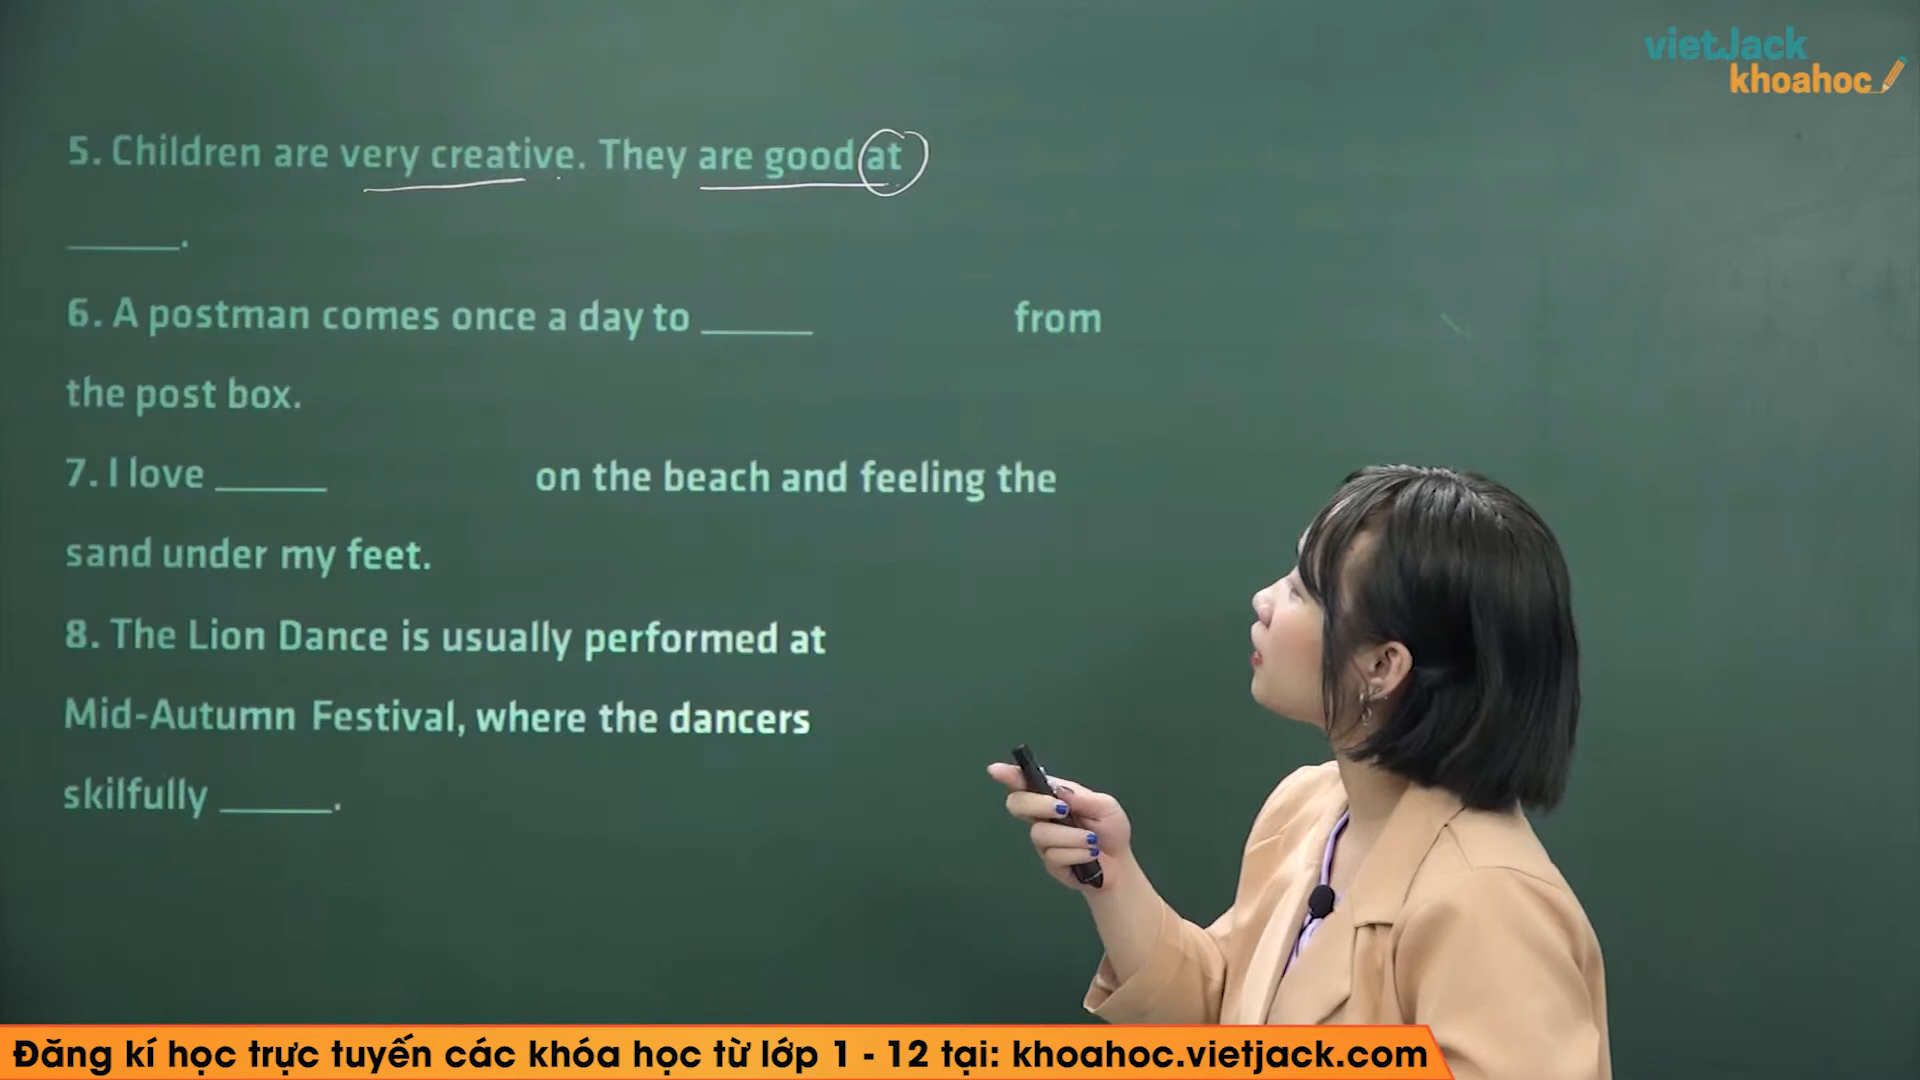 vietJack
khoahoc
5. Children are very creative. They are good at
______.
6. A postman comes once a day to ______ from
the post box.
7. I love ______ on the beach and feeling the
sand under my feet.
8. The Lion Dance is usually performed at
Mid-Autumn Festival, where the dancers
skilfully ______.
Đăng kí học trực tuyến các khóa học từ lớp 1 - 12 tại: khoahoc.vietjack.com